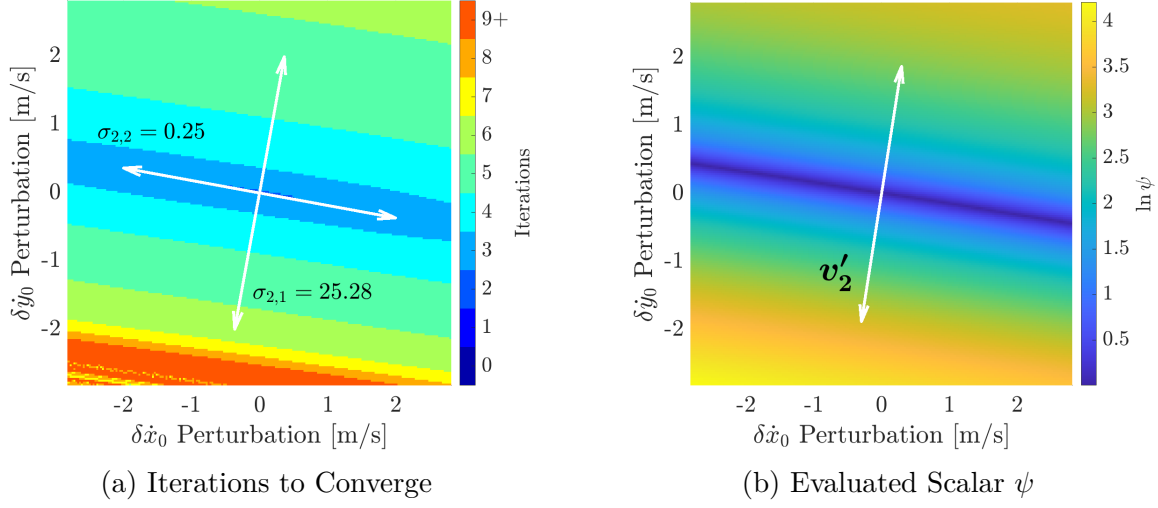 9+
8
7
6
5
4
3
2
1
0
Iterations
2
1
0
-1
-2
δẏ₀ Perturbation [m/s]
σ₂,₂ = 0.25
σ₂,₁ = 25.28
-2 -1 0 1 2
δẋ₀ Perturbation [m/s]
(a) Iterations to Converge
2
1
0
-1
-2
δẏ₀ Perturbation [m/s]
v₂′
-2 -1 0 1 2
δẋ₀ Perturbation [m/s]
4
3.5
3
2.5
2
1.5
1
0.5
ln ψ
(b) Evaluated Scalar ψ